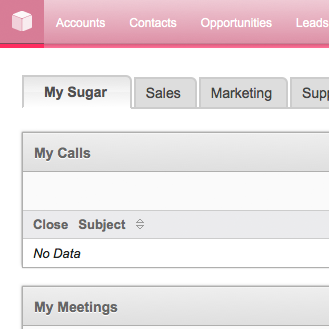 Accounts Contacts Opportunities Leads
My Sugar Sales Marketing Supp
My Calls
Close Subject
No Data
My Meetings